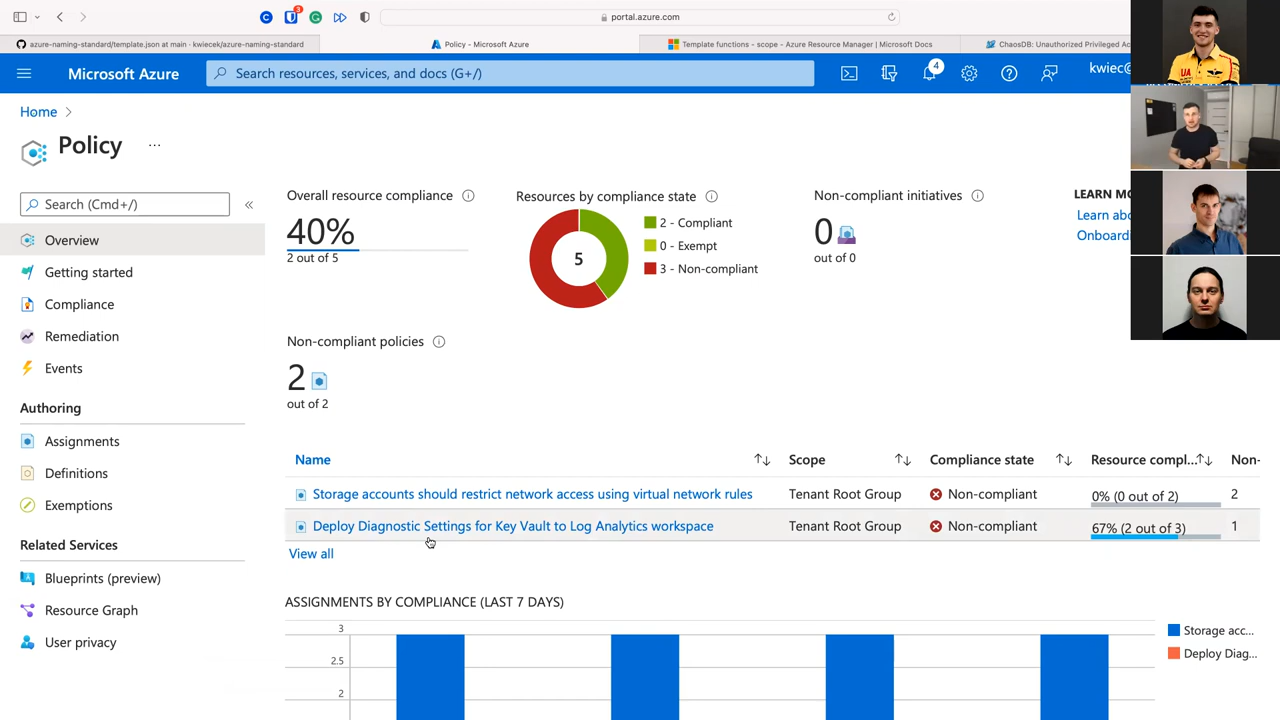 3
portal.azure.com
azure-naming-standard/template.json at main · kwiecek/azure-naming-standard
Policy - Microsoft Azure
Template functions - scope - Azure Resource Manager | Microsoft Docs
ChaosDB: Unauthorized Privileged Ac
Microsoft Azure
Search resources, services, and docs (G+/)
4
kwiec@
Home >
Policy
...
Search (Cmd+/)
«
Overview
Getting started
Compliance
Remediation
Events
Authoring
Assignments
Definitions
Exemptions
Related Services
Blueprints (preview)
Resource Graph
User privacy
Overall resource compliance
40%
2 out of 5
Resources by compliance state
5
2 - Compliant
0 - Exempt
3 - Non-compliant
Non-compliant initiatives
0
out of 0
LEARN MO
Learn abo
Onboardi
UA
Non-compliant policies
2
out of 2
Name
Scope
Compliance state
Resource compl...
Non-
Storage accounts should restrict network access using virtual network rules
Tenant Root Group
Non-compliant
0% (0 out of 2)
2
Deploy Diagnostic Settings for Key Vault to Log Analytics workspace
Tenant Root Group
Non-compliant
67% (2 out of 3)
1
View all
ASSIGNMENTS BY COMPLIANCE (LAST 7 DAYS)
3
2.5
2
Storage acc...
Deploy Diag...